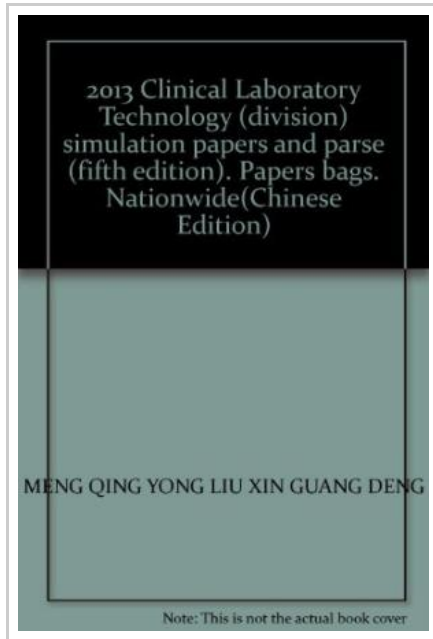 2013 Clinical Laboratory
Technology (division)
simulation papers and parse
(fifth edition). Papers bags.
Nationwide(Chinese
Edition)
MENG QING YONG LIU XIN GUANG DENG
Note: This is not the actual book cover